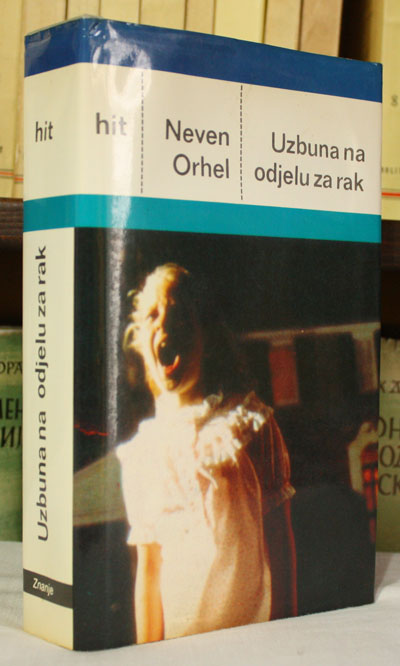 hit
hit
Neven
Orhel
Uzbuna na
odjelu za rak
Uzbuna na odjelu za rak
Znanje